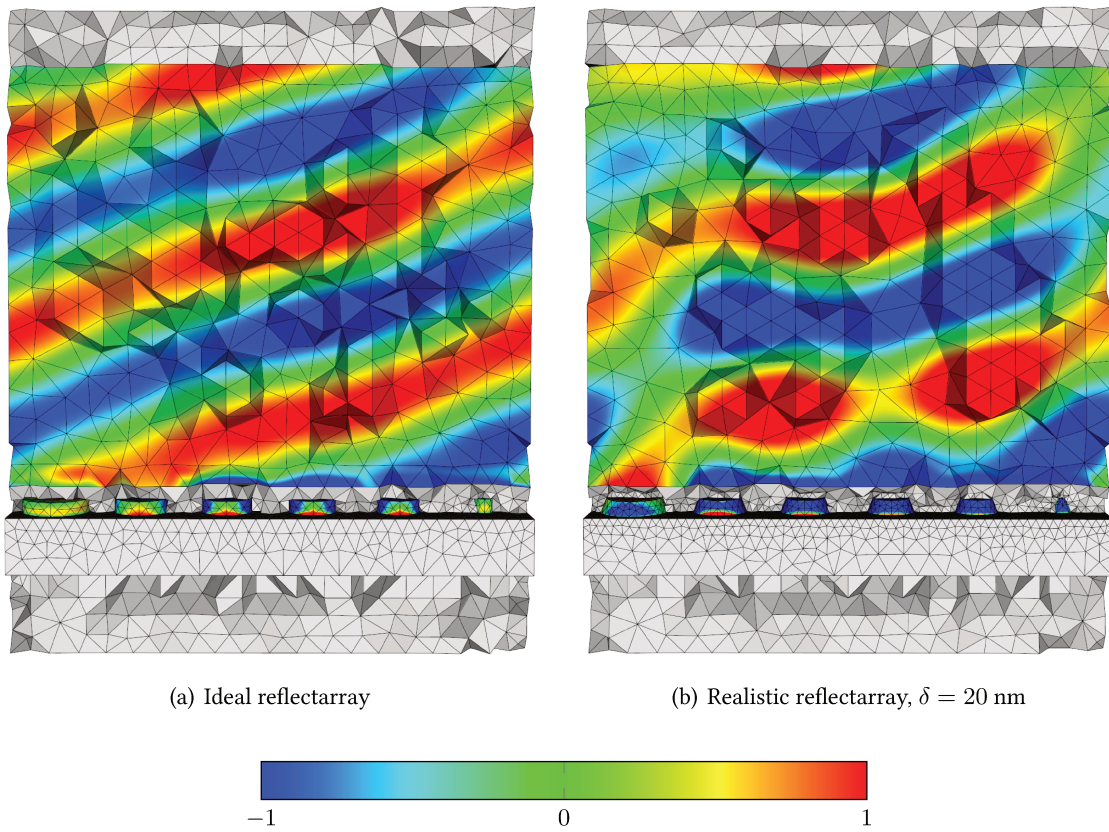 (a) Ideal reflectarray
(b) Realistic reflectarray, δ = 20 nm
−1 0 1